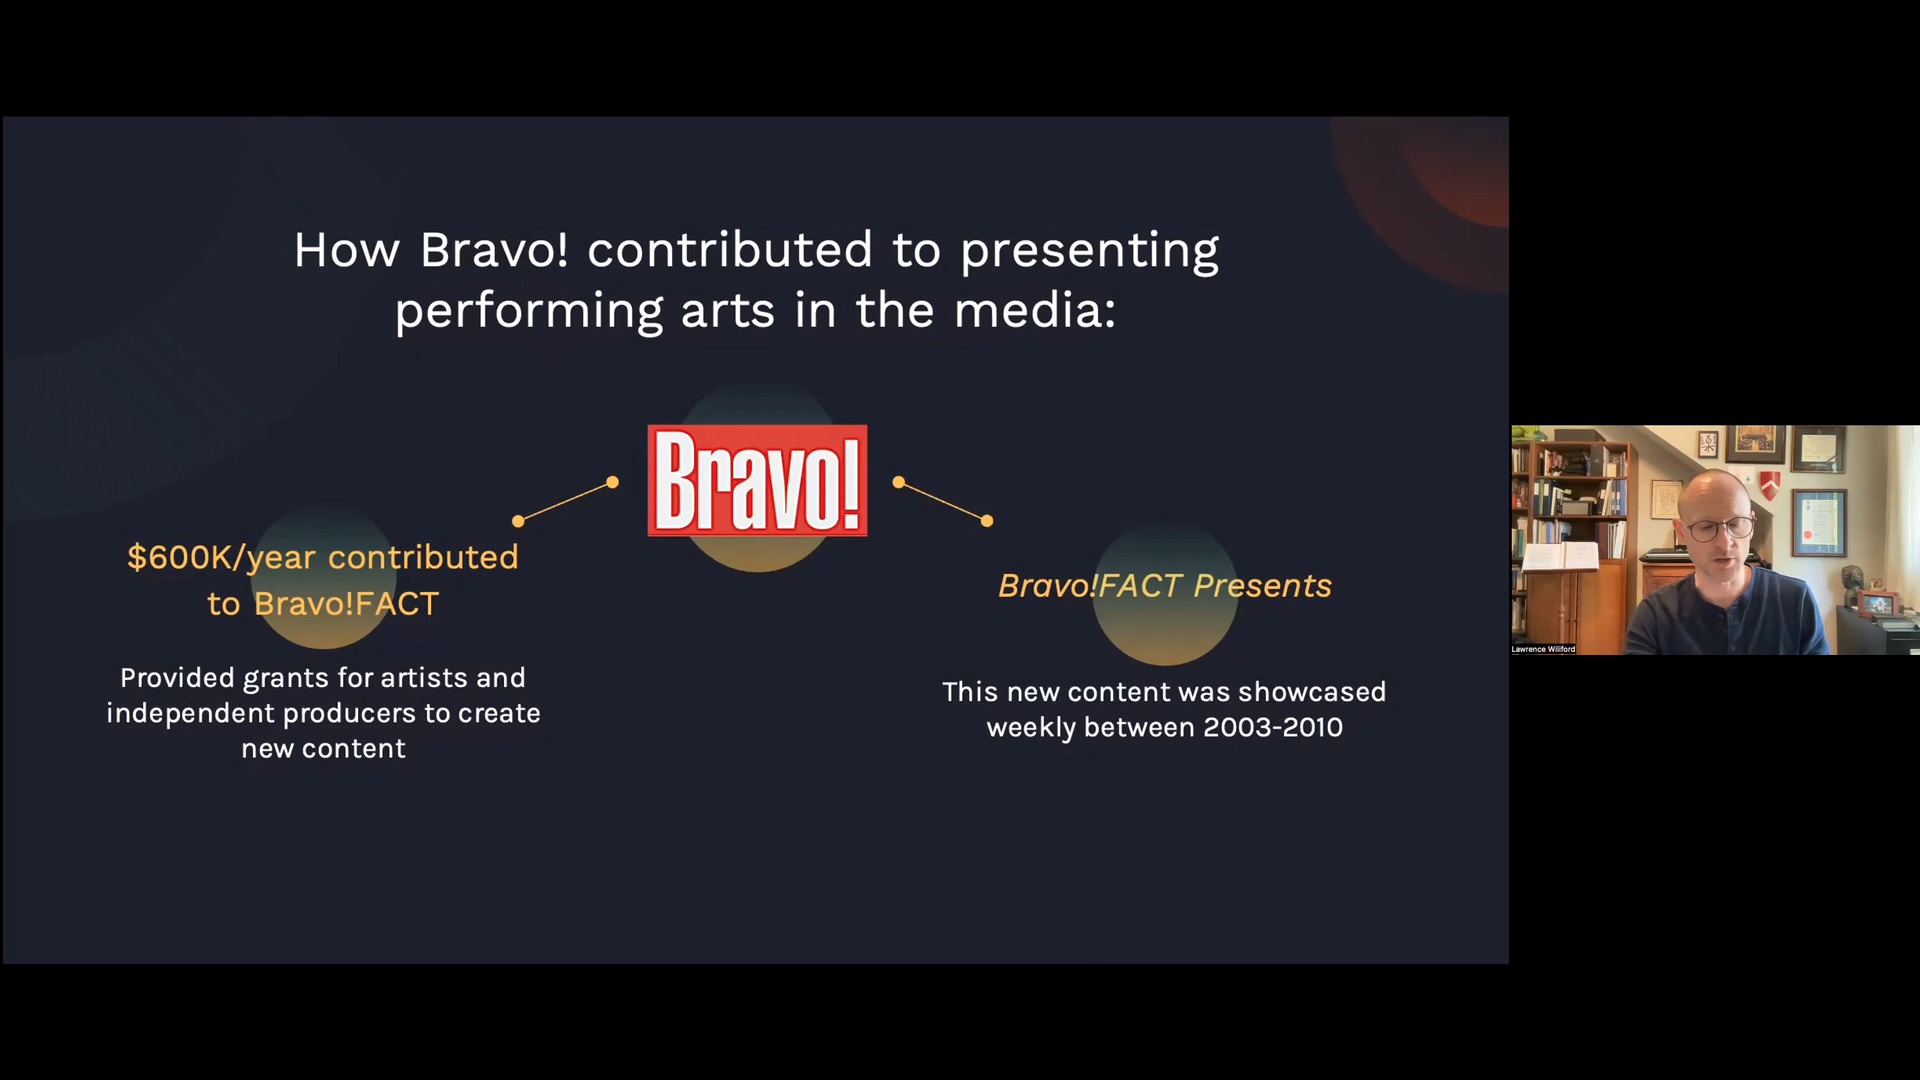 How Bravo! contributed to presenting
performing arts in the media:
Bravo!
$600K/year contributed
to Bravo!FACT
Provided grants for artists and
independent producers to create
new content
Bravo!FACT Presents
This new content was showcased
weekly between 2003-2010
Lawrence Wiliford